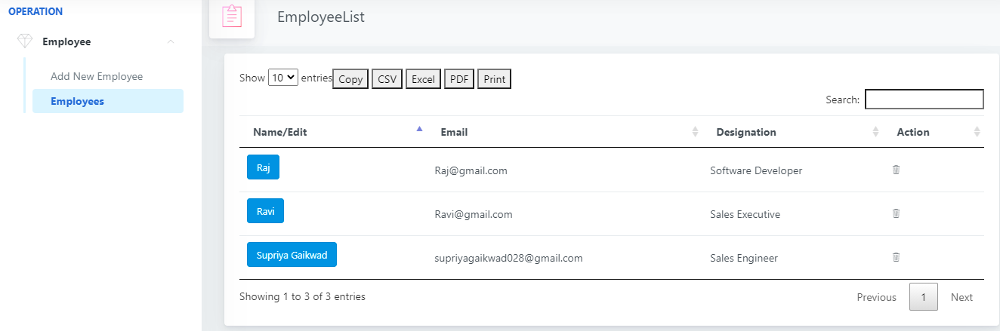 OPERATION
Employee
Add New Employee
Employees
EmployeeList
Show 10 entries Copy CSV Excel PDF Print
Search:
Name/Edit Email Designation Action
Raj Raj@gmail.com Software Developer
Ravi Ravi@gmail.com Sales Executive
Supriya Gaikwad supriyagaikwad028@gmail.com Sales Engineer
Showing 1 to 3 of 3 entries Previous 1 Next